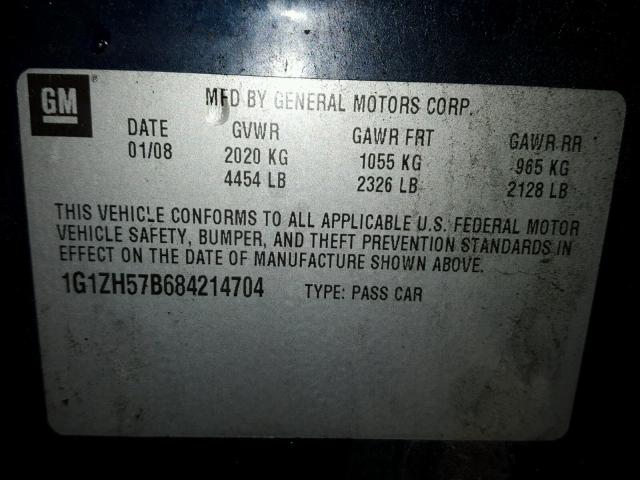 GM
MFD BY GENERAL MOTORS CORP.
DATE GVWR GAWR FRT GAWR RR
01/08 2020 KG 1055 KG 965 KG
4454 LB 2326 LB 2128 LB
THIS VEHICLE CONFORMS TO ALL APPLICABLE U.S. FEDERAL MOTOR
VEHICLE SAFETY, BUMPER, AND THEFT PREVENTION STANDARDS IN
EFFECT ON THE DATE OF MANUFACTURE SHOWN ABOVE.
1G1ZH57B684214704 TYPE: PASS CAR